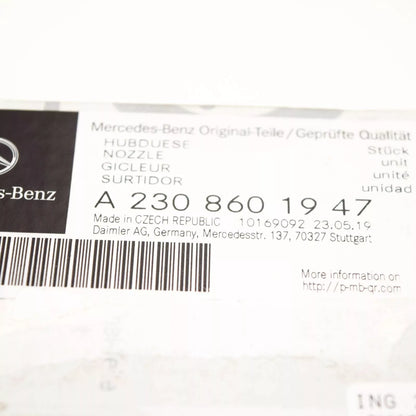 Mercedes-Benz Original-Teile/Geprüfte Qualität
HUBDUESE Stück
NOZZLE unit
GICLEUR unité
SURTIDOR unidad
s-Benz
A 230 860 19 47
Made in CZECH REPUBLIC 10169092 23.05.19
Daimler AG, Germany, Mercedesstr. 137, 70327 Stuttgart
More information on
http://p-mb-qr.com/
ING